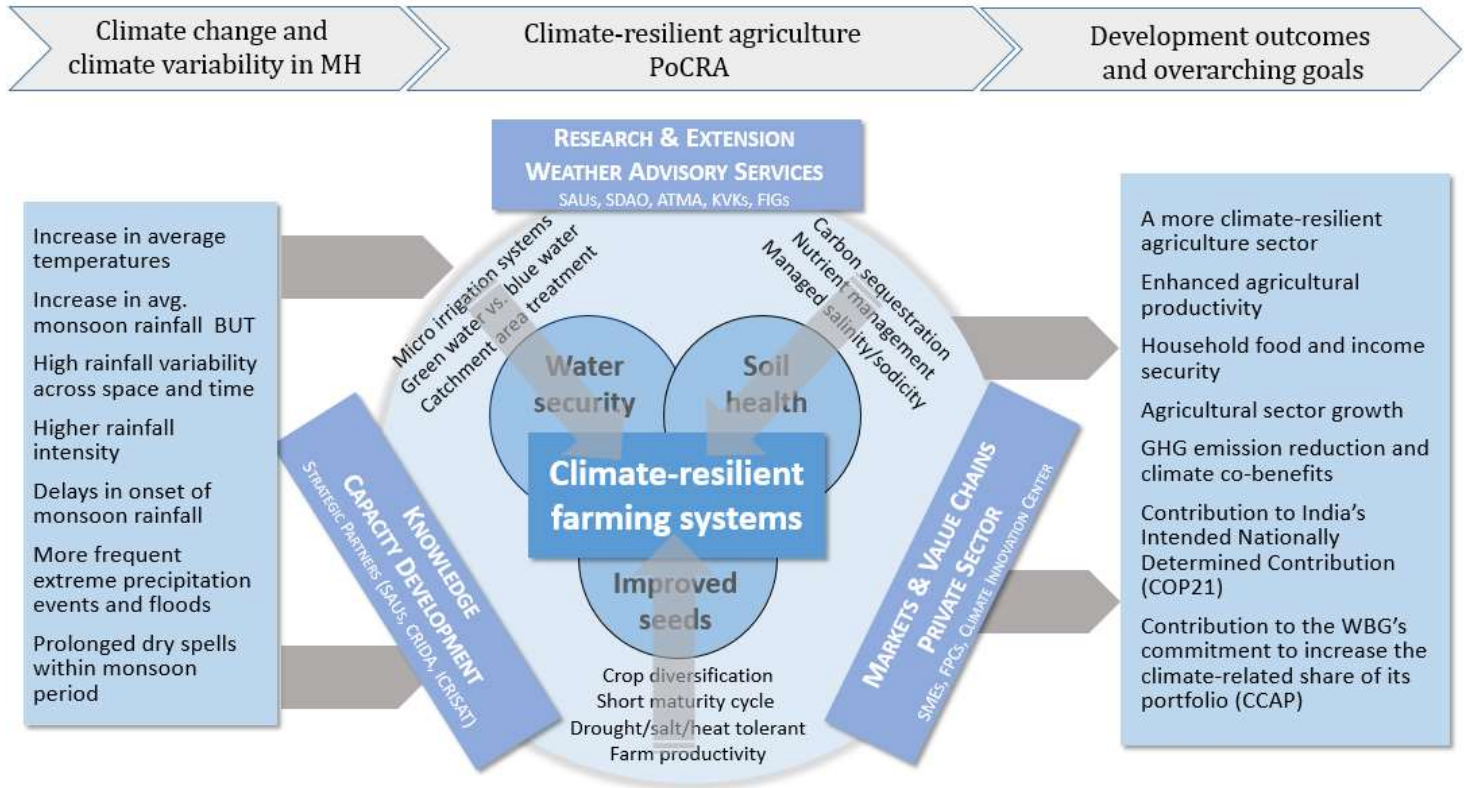 Climate change and
climate variability in MH
Climate-resilient agriculture
PoCRA
Development outcomes
and overarching goals
Increase in average
temperatures
Increase in avg.
monsoon rainfall BUT
High rainfall variability
across space and time
Higher rainfall
intensity
Delays in onset of
monsoon rainfall
More frequent
extreme precipitation
events and floods
Prolonged dry spells
within monsoon
period
RESEARCH & EXTENSION
WEATHER ADVISORY SERVICES
SAUs, SDAO, ATMA, KVKs, FIGs
Micro irrigation systems
Green water vs. blue water
Catchment area treatment
Carbon sequestration
Nutrient management
Managed salinity/sodicity
Water
security
Soil
health
Climate-resilient
farming systems
Improved
seeds
Crop diversification
Short maturity cycle
Drought/salt/heat tolerant
Farm productivity
KNOWLEDGE
CAPACITY DEVELOPMENT
STRATEGIC PARTNERS (SAUS, CRIDA, ICRISAT)
MARKETS & VALUE CHAINS
PRIVATE SECTOR
SMES, FPCS, CLIMATE INNOVATION CENTER
A more climate-resilient
agriculture sector
Enhanced agricultural
productivity
Household food and income
security
Agricultural sector growth
GHG emission reduction and
climate co-benefits
Contribution to India's
Intended Nationally
Determined Contribution
(COP21)
Contribution to the WBG's
commitment to increase the
climate-related share of its
portfolio (CCAP)